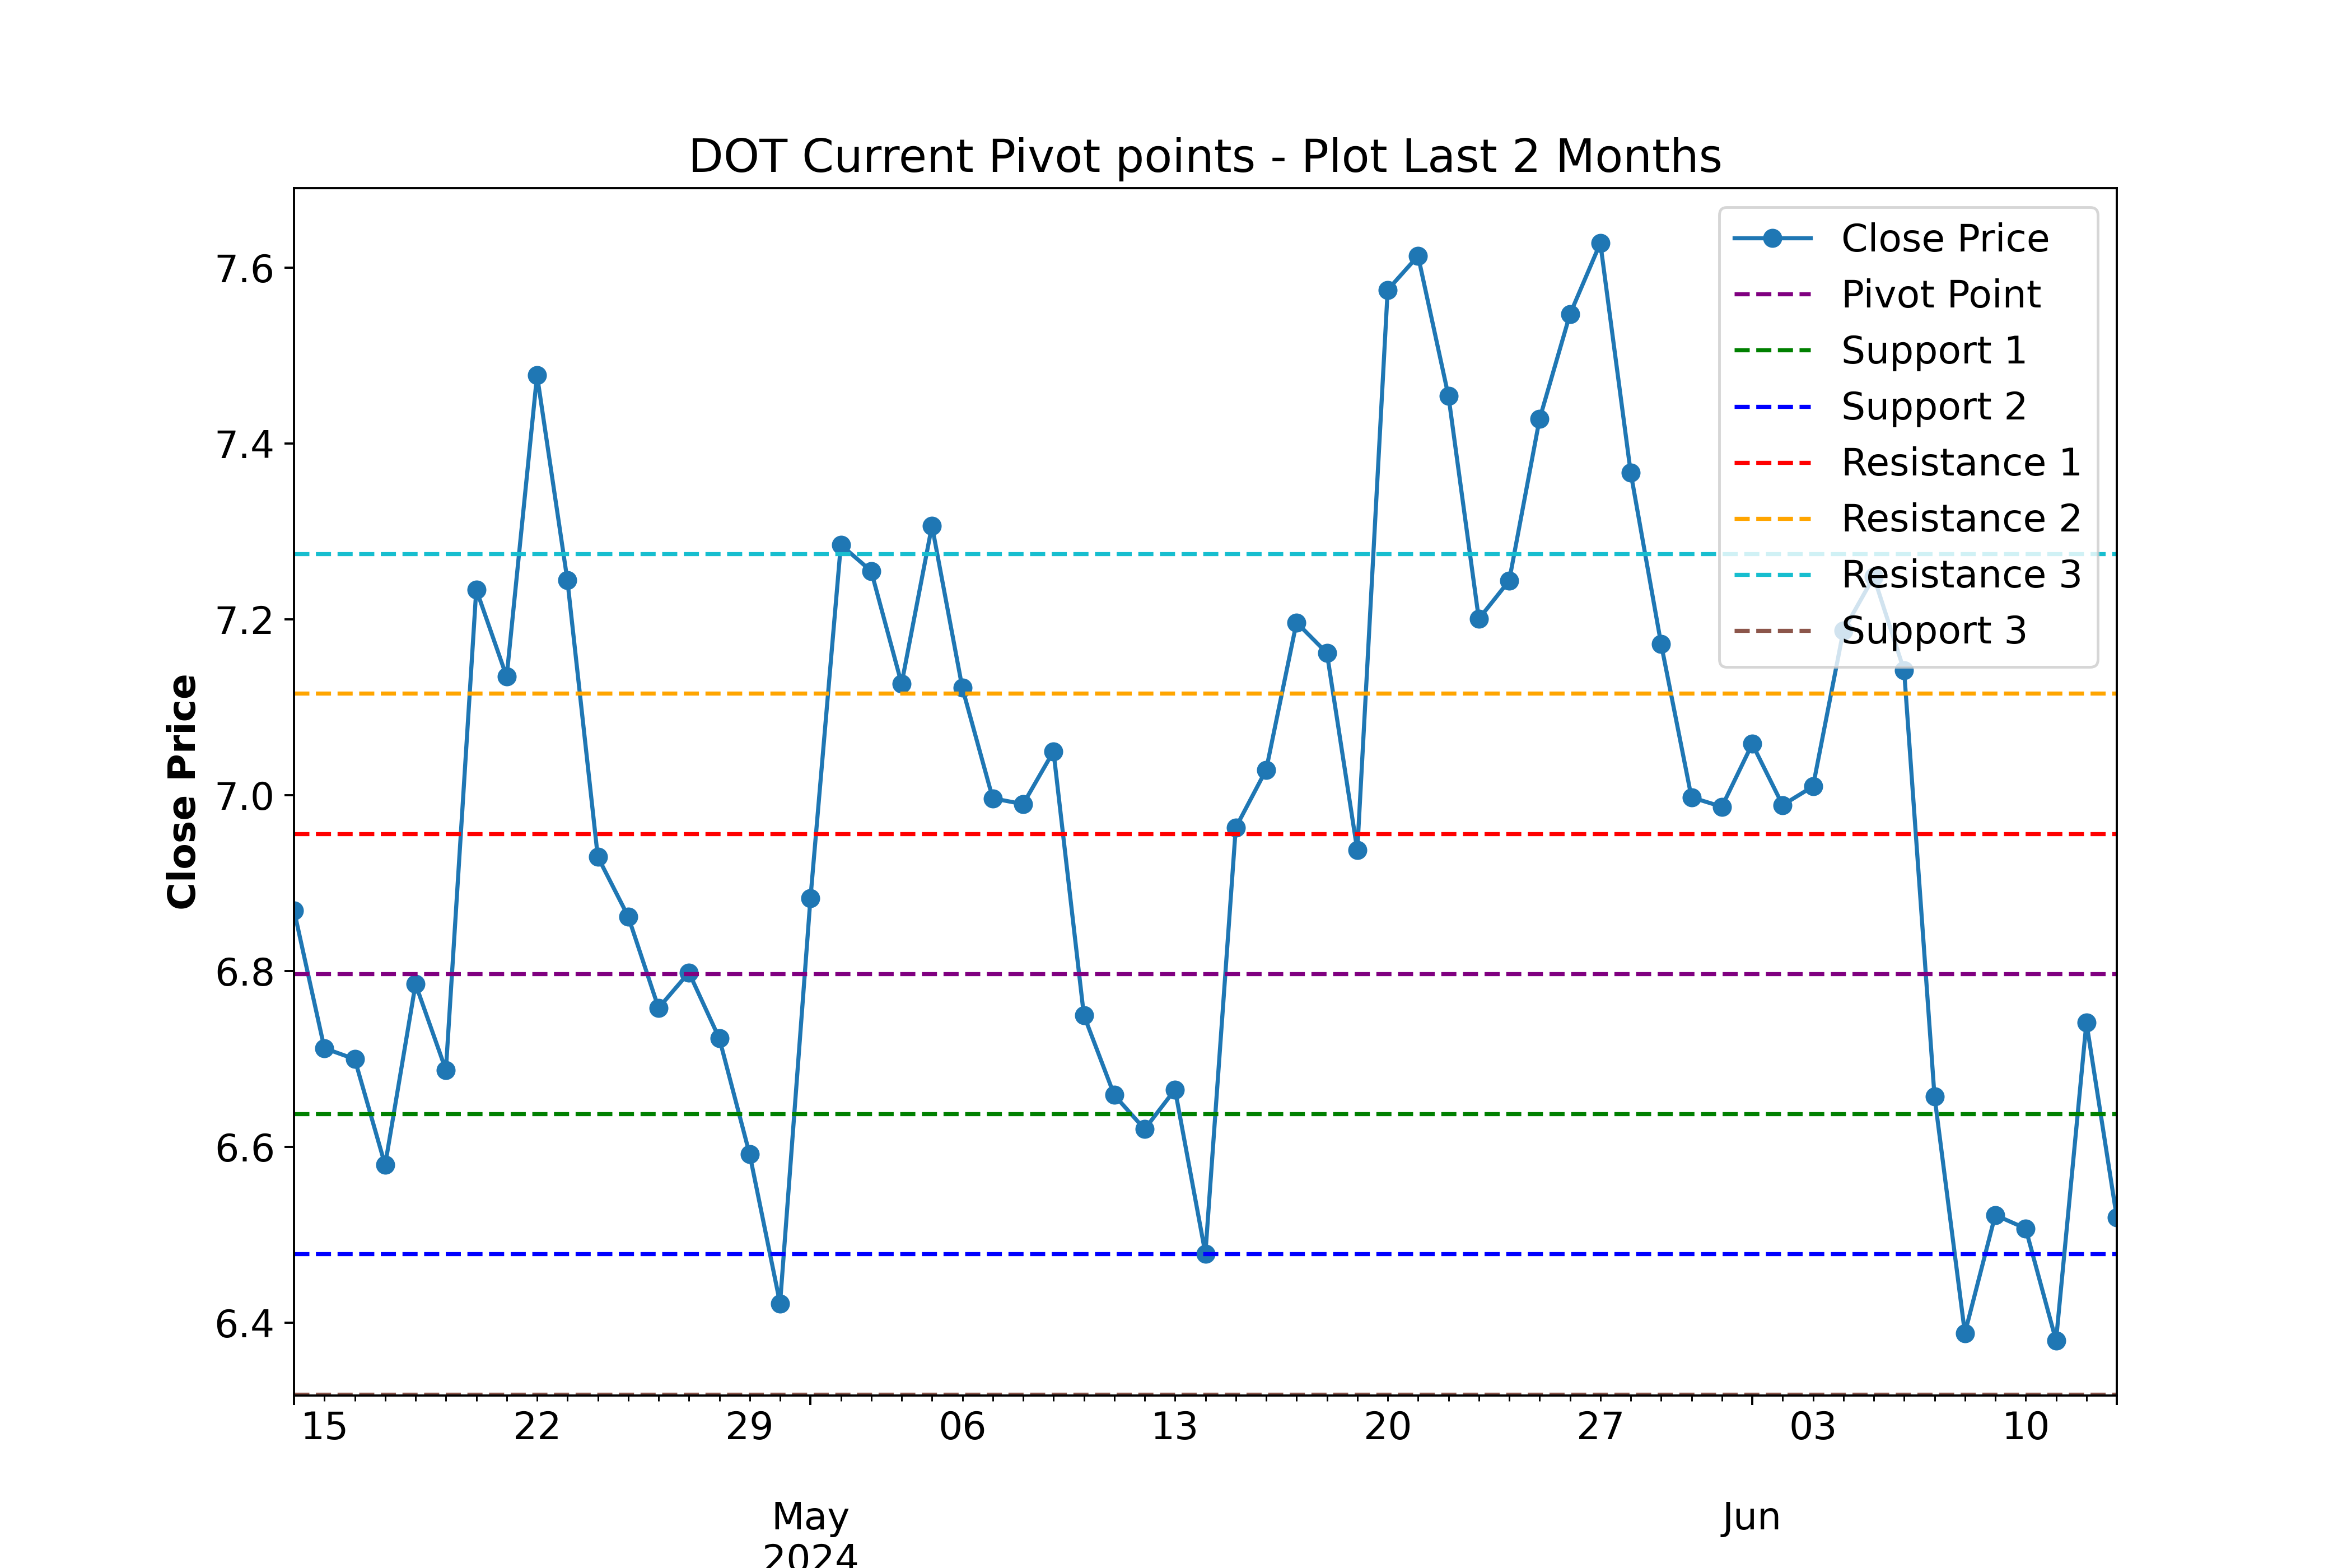 DOT Current Pivot points - Plot Last 2 Months
Close Price
7.6
7.4
7.2
7.0
6.8
6.6
6.4
Close Price
Pivot Point
Support 1
Support 2
Resistance 1
Resistance 2
Resistance 3
Support 3
15 22 29 06 13 20 27 03 10
May Jun
2024